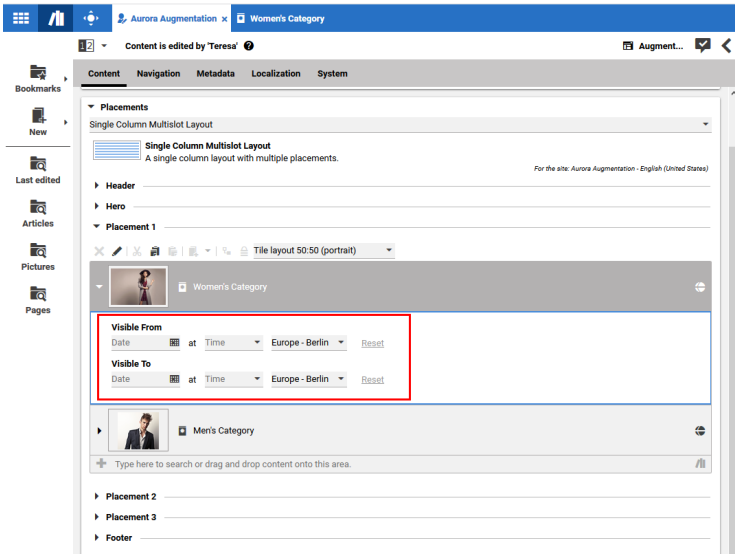 Aurora Augmentation x
Women's Category
12
Content is edited by 'Teresa'
Augment...
Bookmarks
New
Last edited
Articles
Pictures
Pages
Content Navigation Metadata Localization System
Placements
Single Column Multislot Layout
Single Column Multislot Layout
A single column layout with multiple placements.
For the site: Aurora Augmentation - English (United States)
Header
Hero
Placement 1
Tile layout 50:50 (portrait)
Women's Category
Visible From
Date at Time Europe - Berlin Reset
Visible To
Date at Time Europe - Berlin Reset
Men's Category
Type here to search or drag and drop content onto this area.
Placement 2
Placement 3
Footer